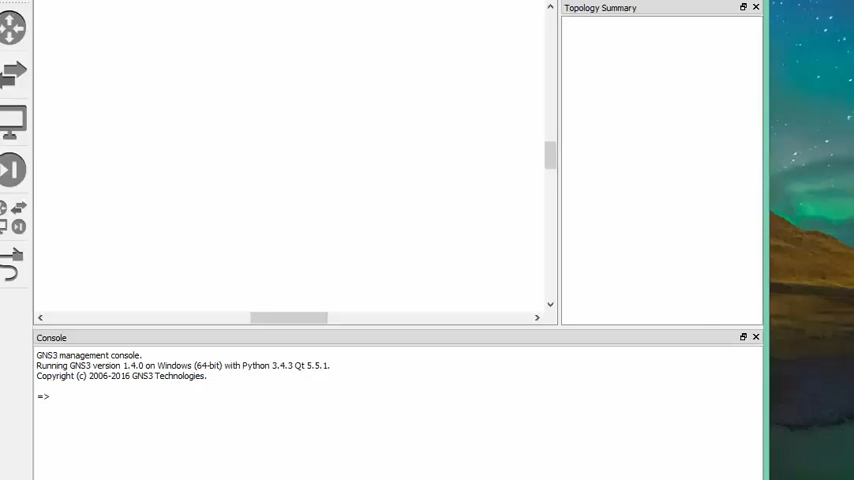 Topology Summary
Console
GNS3 management console.
Running GNS3 version 1.4.0 on Windows (64-bit) with Python 3.4.3 Qt 5.5.1.
Copyright (c) 2006-2016 GNS3 Technologies.
=>